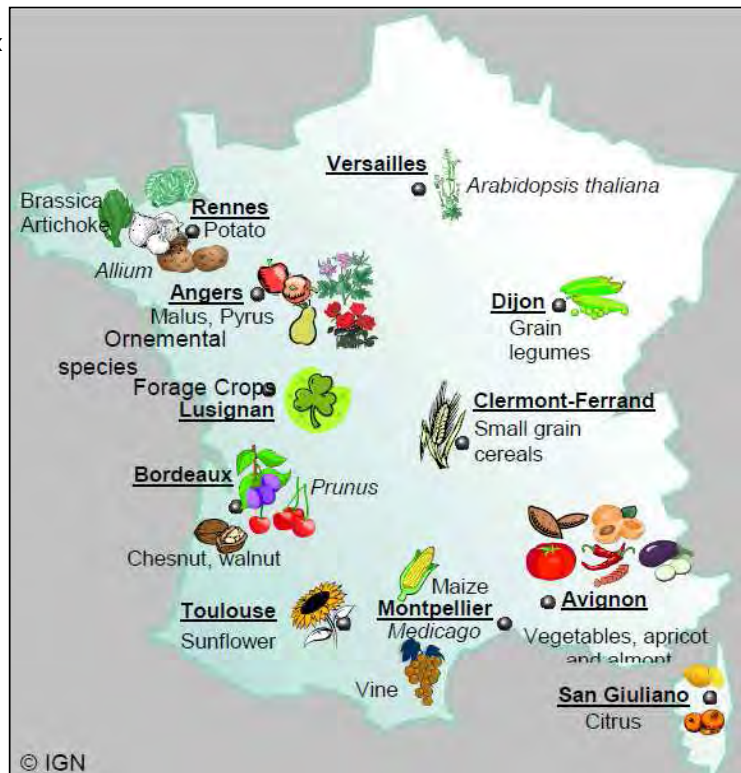 x
Versailles
Arabidopsis thaliana
Brassica
Artichoke
Rennes
Potato
Allium
Angers
Malus, Pyrus
Ornemental
species
Dijon
Grain
legumes
Forage Crops
Lusignan
Clermont-Ferrand
Small grain
cereals
Bordeaux
Prunus
Chesnut, walnut
Maize
Toulouse
Sunflower
Montpellier
Medicago
Avignon
Vegetables, apricot
and almont
Vine
San Giuliano
Citrus
© IGN